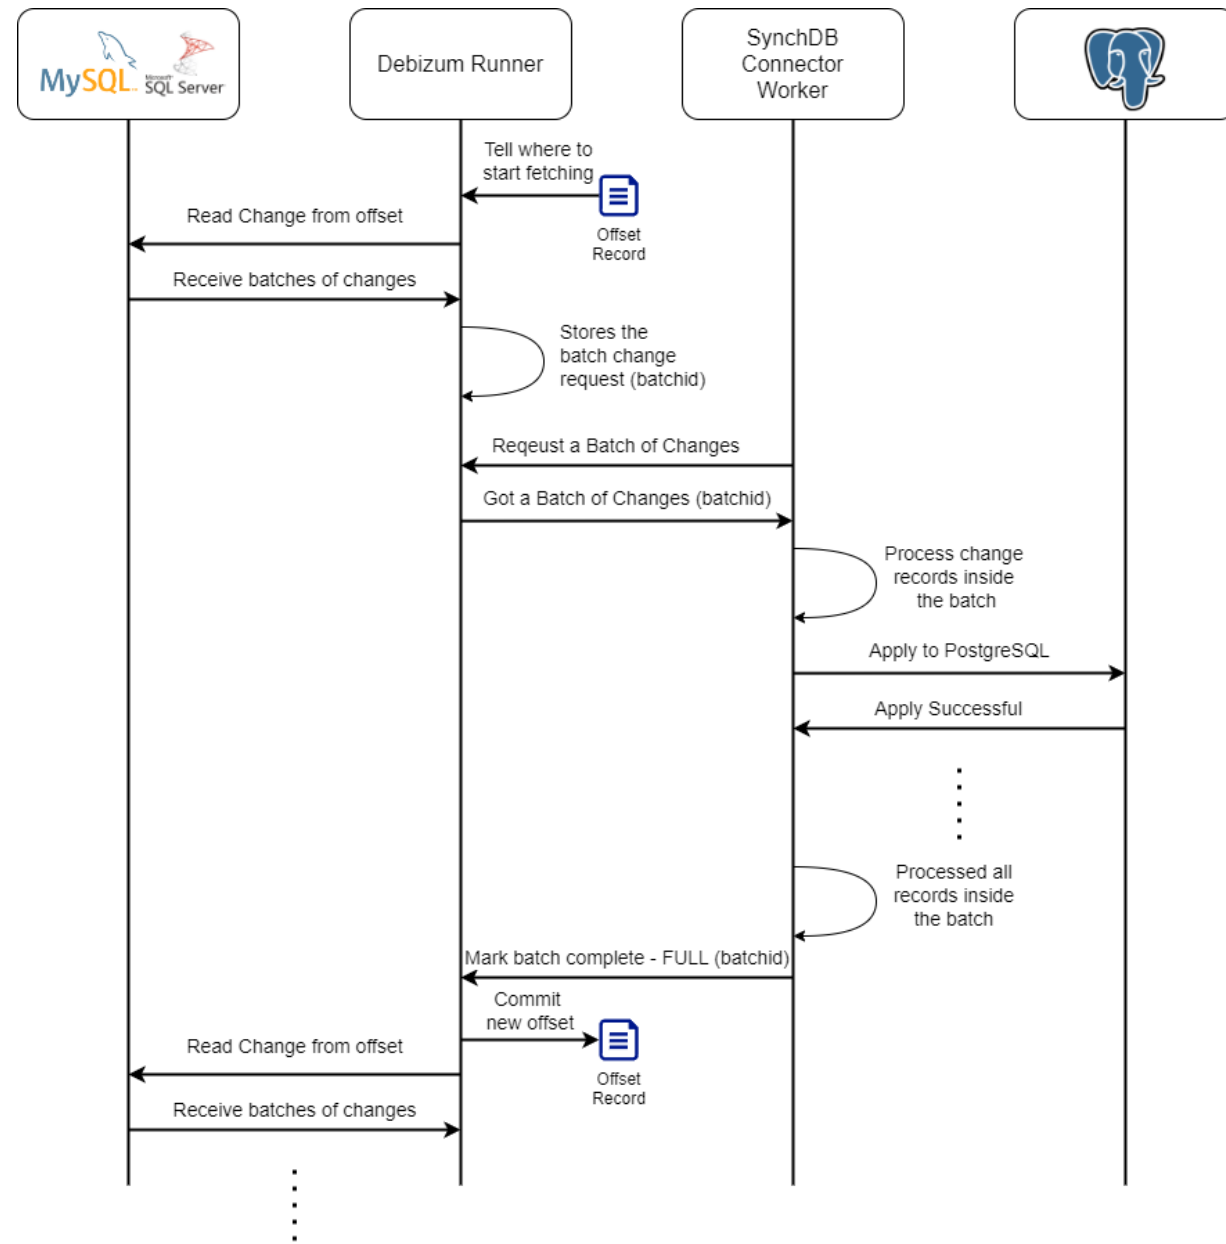 MySQL
Microsoft
SQL Server
Debizum Runner
SynchDB
Connector
Worker
Tell where to
start fetching
Offset
Record
Read Change from offset
Receive batches of changes
Stores the
batch change
request (batchid)
Reqeust a Batch of Changes
Got a Batch of Changes (batchid)
Process change
records inside
the batch
Apply to PostgreSQL
Apply Successful
Processed all
records inside
the batch
Mark batch complete - FULL (batchid)
Commit
new offset
Offset
Record
Read Change from offset
Receive batches of changes